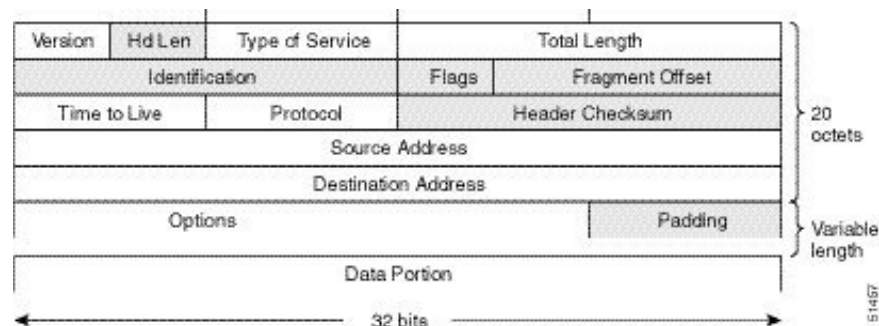 Version Hd Len Type of Service Total Length
Identification Flags Fragment Offset
Time to Live Protocol Header Checksum
Source Address
Destination Address
20 octets
Options Padding
Variable length
Data Portion
32 bits
51457